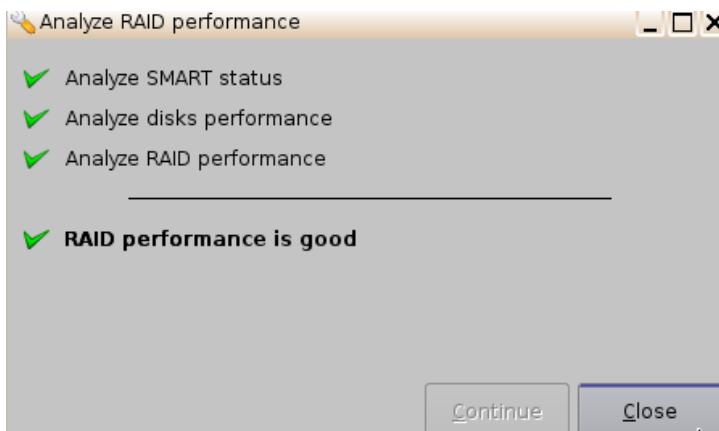 Analyze RAID performance
Analyze SMART status
Analyze disks performance
Analyze RAID performance
RAID performance is good
Continue
Close